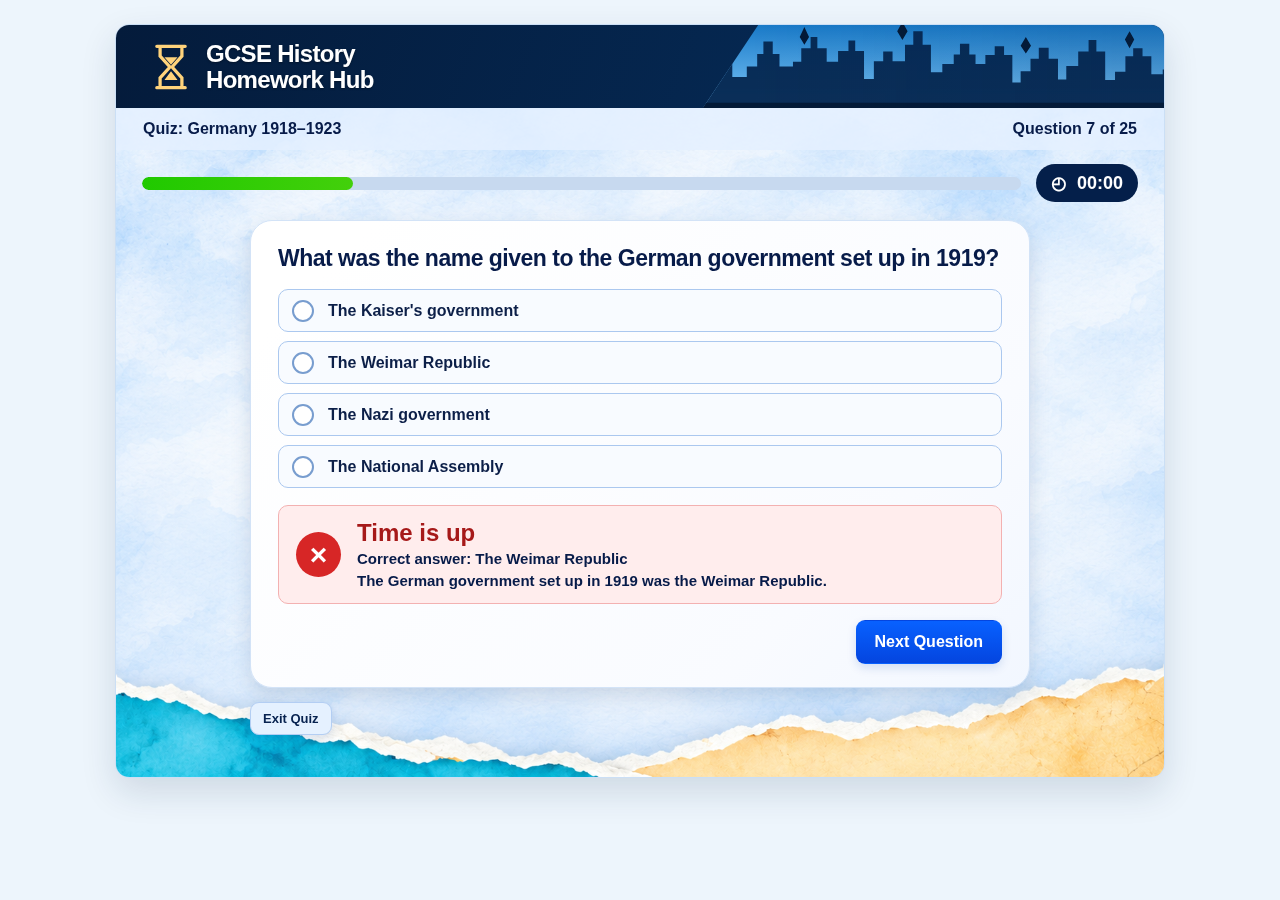 GCSE History
Homework Hub
Quiz: Germany 1918–1923
Question 7 of 25
00:00
What was the name given to the German government set up in 1919?
The Kaiser's government
The Weimar Republic
The Nazi government
The National Assembly
Time is up
Correct answer: The Weimar Republic
The German government set up in 1919 was the Weimar Republic.
Next Question
Exit Quiz